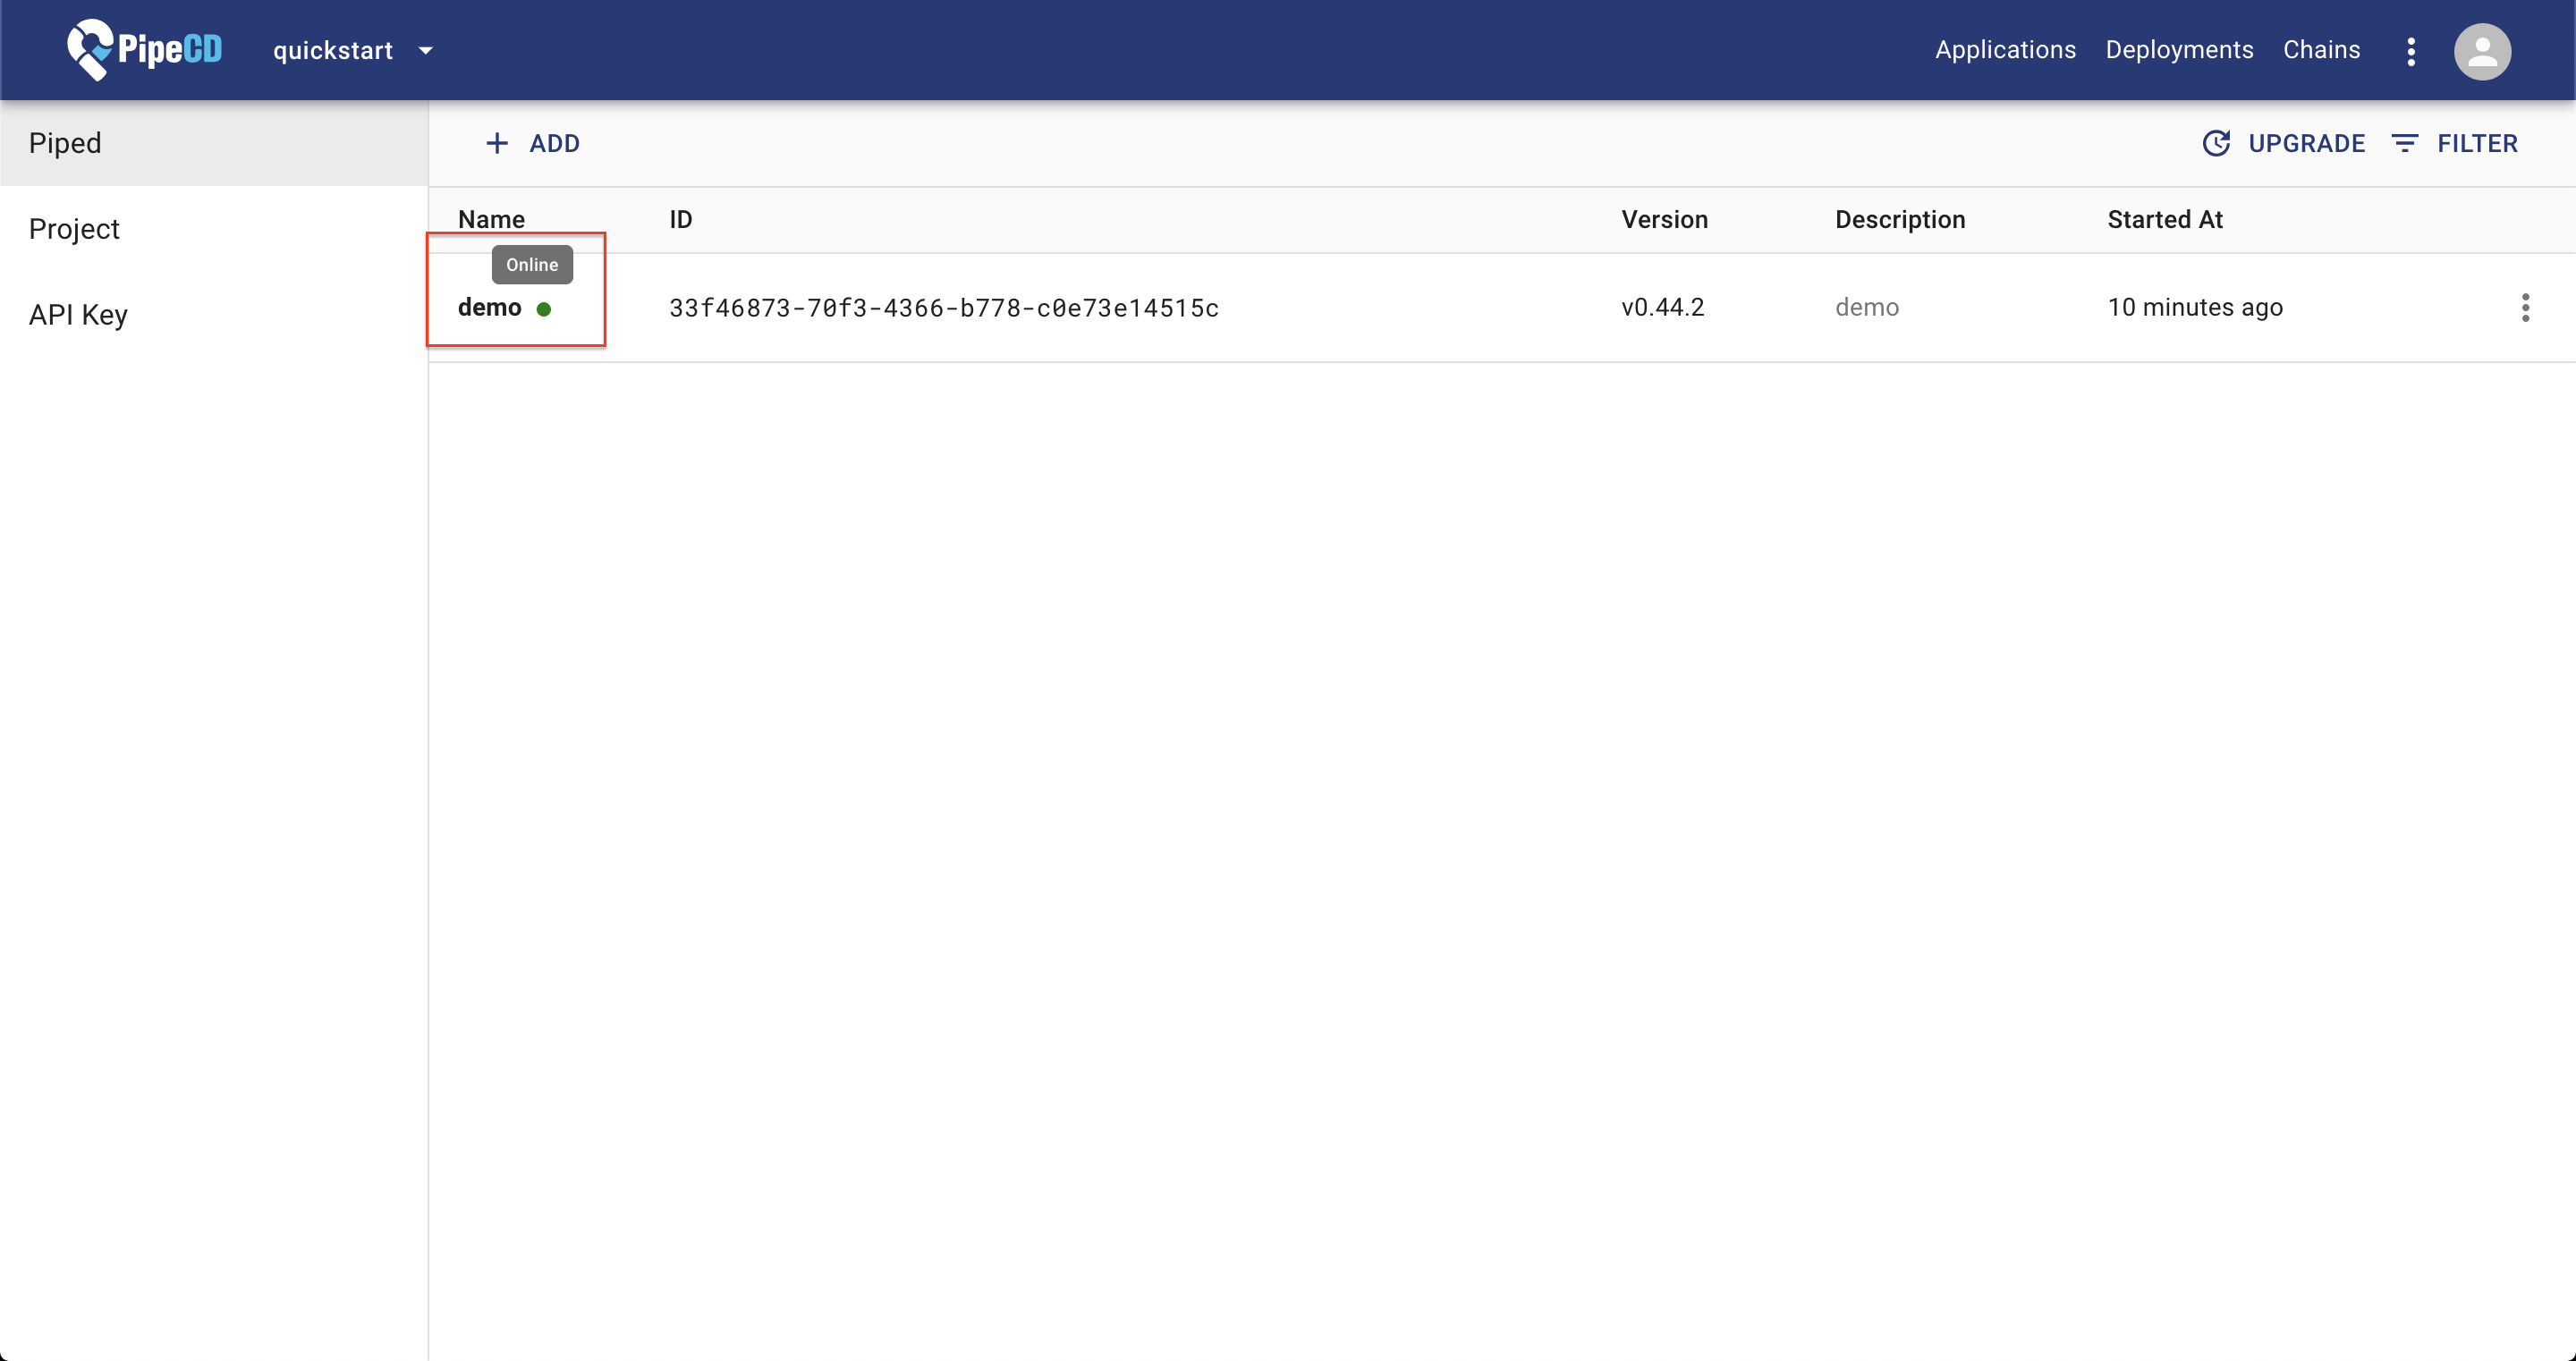 PipeCD quickstart Applications Deployments Chains
Piped
Project
API Key
ADD UPGRADE FILTER
Name ID Version Description Started At
Online
demo 33f46873-70f3-4366-b778-c0e73e14515c v0.44.2 demo 10 minutes ago